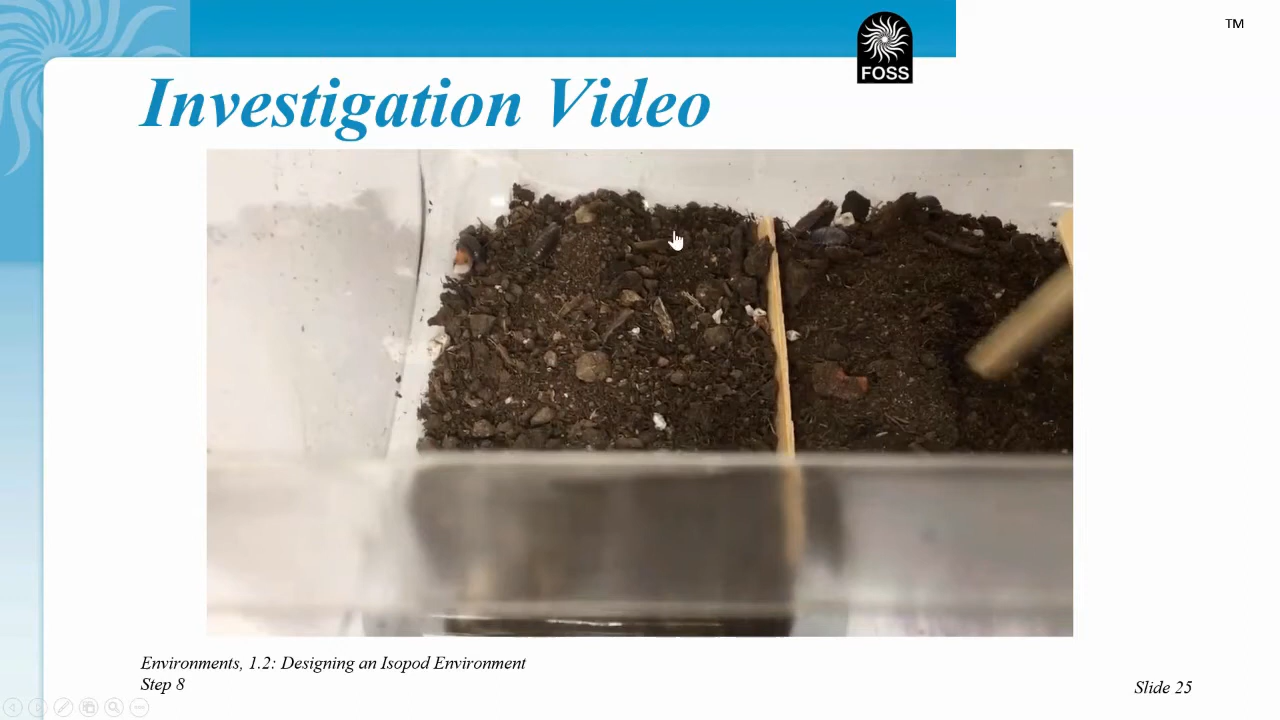 TM
FOSS
Investigation Video
Environments, 1.2: Designing an Isopod Environment
Step 8
Slide 25